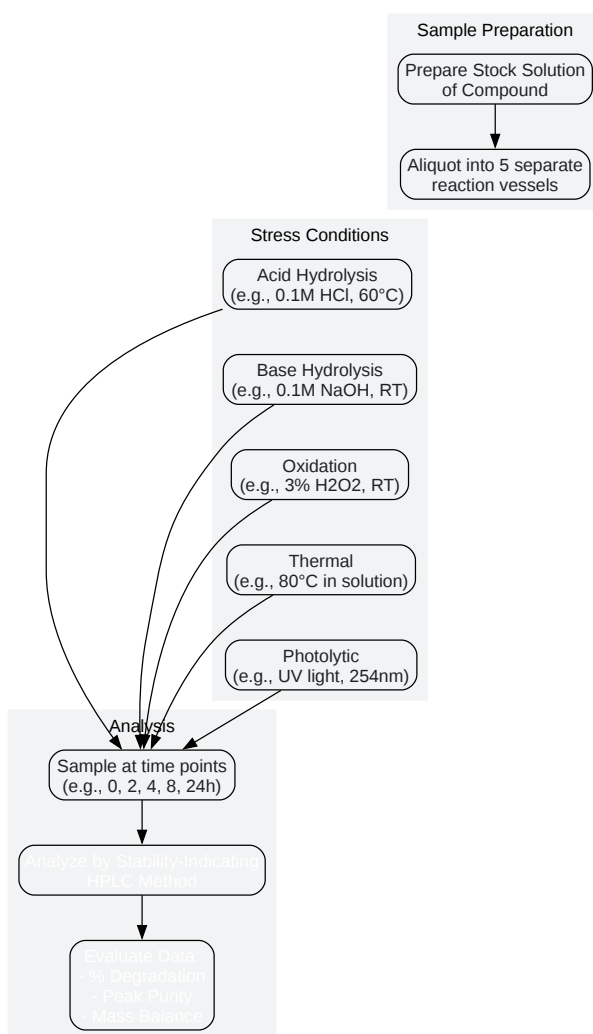 Sample Preparation
Prepare Stock Solution
of Compound
Aliquot into 5 separate
reaction vessels
Stress Conditions
Acid Hydrolysis
(e.g., 0.1M HCl, 60°C)
Base Hydrolysis
(e.g., 0.1M NaOH, RT)
Oxidation
(e.g., 3% H2O2, RT)
Thermal
(e.g., 80°C in solution)
Photolytic
(e.g., UV light, 254nm)
Analysis
Sample at time points
(e.g., 0, 2, 4, 8, 24h)
Analyze by Stability-Indicating
HPLC Method
Evaluate Data:
- % Degradation
- Peak Purity
- Mass Balance